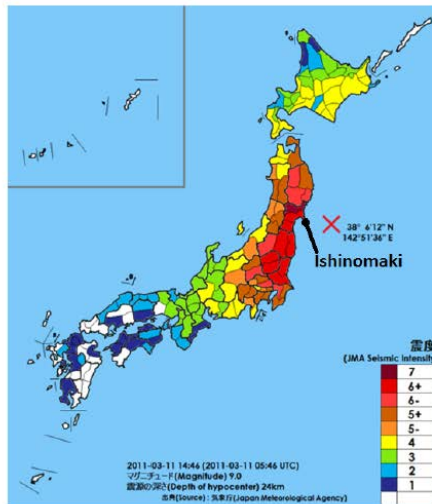 38° 6'12" N
142°51'36" E
Ishinomaki
震度
(JMA Seismic Intensity
7
6+
6-
5+
5-
4
3
2
1
2011-03-11 14:46 (2011-03-11 05:46 UTC)
マグニチュード(Magnitude) 9.0
震源の深さ(Depth of hypocenter) 24km
出典(Source) : 気象庁(Japan Meteorological Agency)